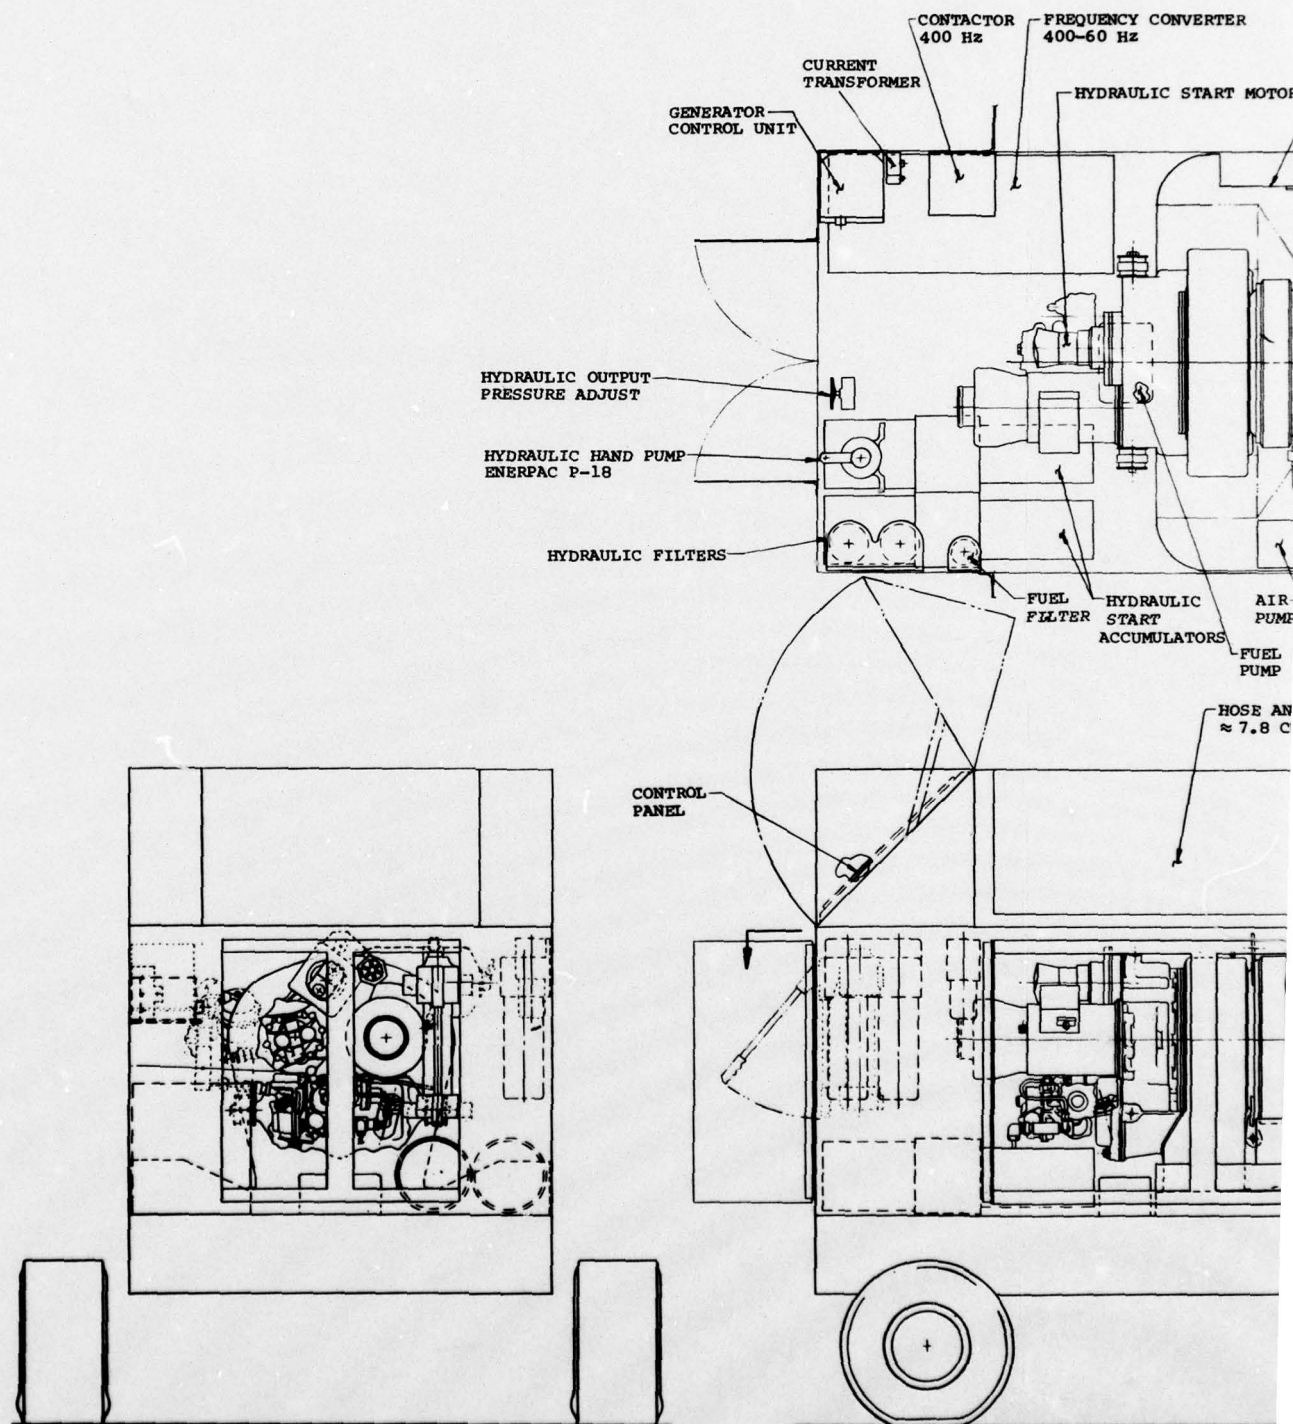 CONTACTOR
400 Hz
FREQUENCY CONVERTER
400-60 Hz
CURRENT
TRANSFORMER
HYDRAULIC START MOTOR
GENERATOR
CONTROL UNIT
HYDRAULIC OUTPUT
PRESSURE ADJUST
HYDRAULIC HAND PUMP
ENERPAC P-18
HYDRAULIC FILTERS
FUEL
FILTER
HYDRAULIC
START
ACCUMULATORS
AIR-
PUMP
FUEL
PUMP
HOSE AN
≈ 7.8 C
CONTROL
PANEL